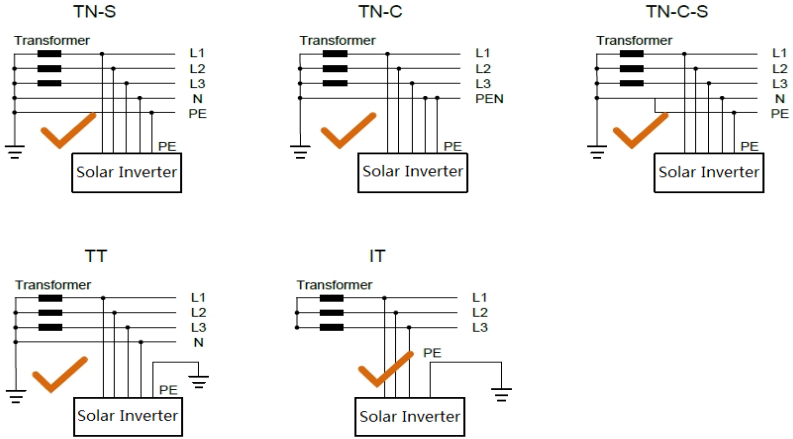 TN-S
TN-C
TN-C-S
Transformer
L1
L2
L3
N
PE
PE
Solar Inverter
Transformer
L1
L2
L3
PEN
PE
Solar Inverter
Transformer
L1
L2
L3
N
PE
PE
Solar Inverter
TT
IT
Transformer
L1
L2
L3
N
PE
Solar Inverter
Transformer
L1
L2
L3
PE
Solar Inverter